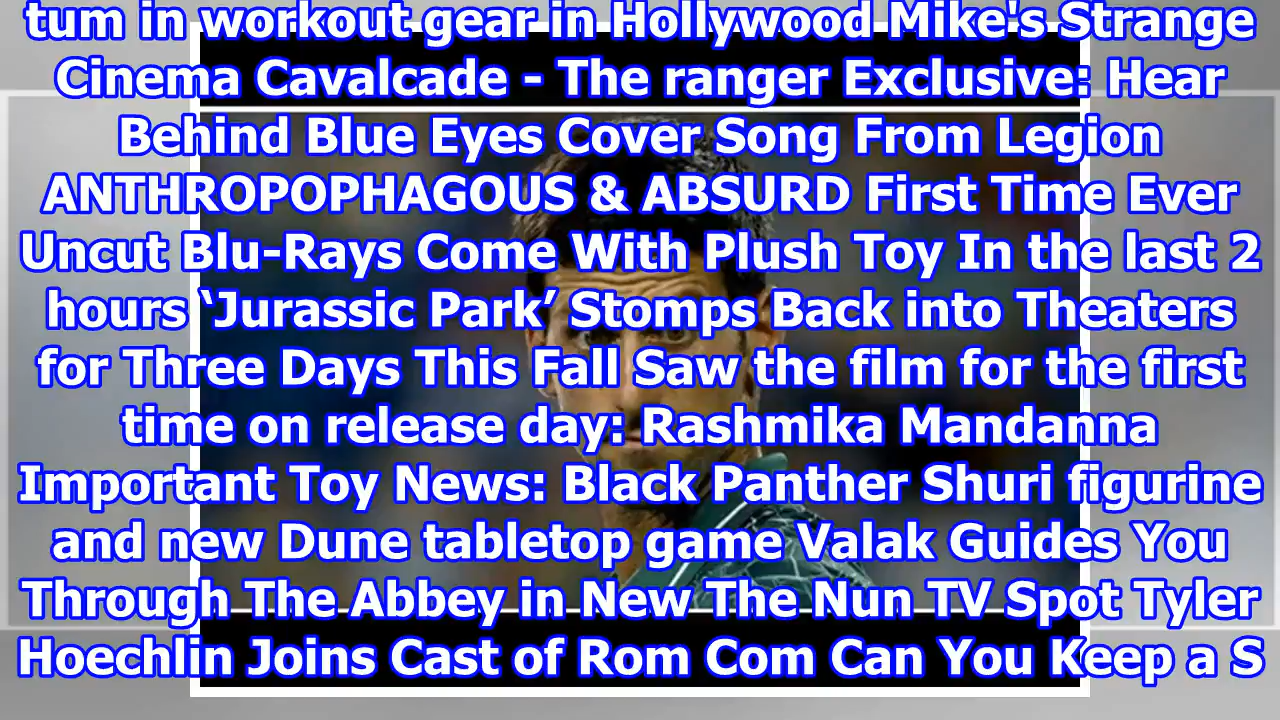 tum in workout gear in Hollywood Mike's Strange
Cinema Cavalcade - The ranger Exclusive: Hear
Behind Blue Eyes Cover Song From Legion
ANTHROPOPHAGOUS & ABSURD First Time Ever
Uncut Blu-Rays Come With Plush Toy In the last 2
hours ‘Jurassic Park’ Stomps Back into Theaters
for Three Days This Fall Saw the film for the first
time on release day: Rashmika Mandanna
Important Toy News: Black Panther Shuri figurine
and new Dune tabletop game Valak Guides You
Through The Abbey in New The Nun TV Spot Tyler
Hoechlin Joins Cast of Rom Com Can You Keep a S